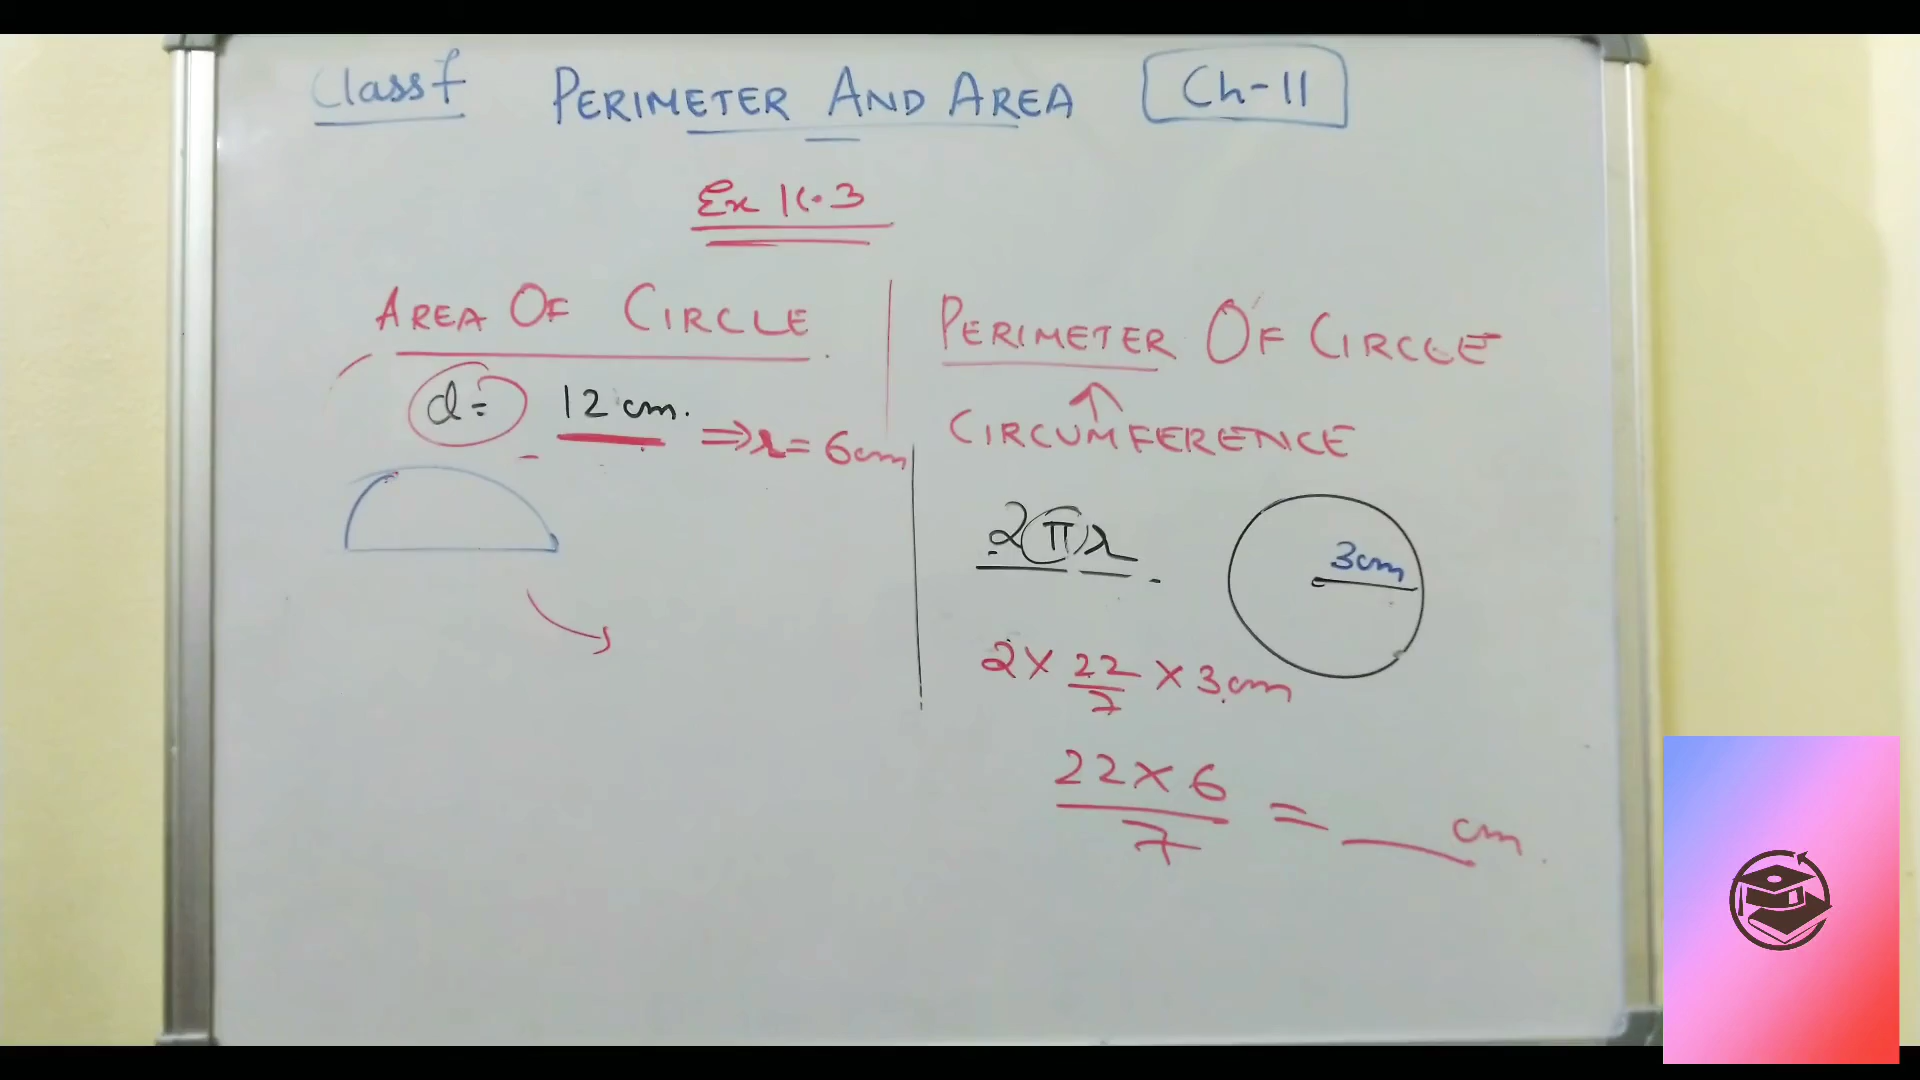 Class 7 PERIMETER AND AREA Ch-11
Ex 11.3
AREA OF CIRCLE
d= 12 cm.
⇒ r = 6cm
PERIMETER OF CIRCLE
↑
CIRCUMFERENCE
2πr
3cm
2 × 22/7 × 3cm
22 × 6 / 7 = ___ cm.